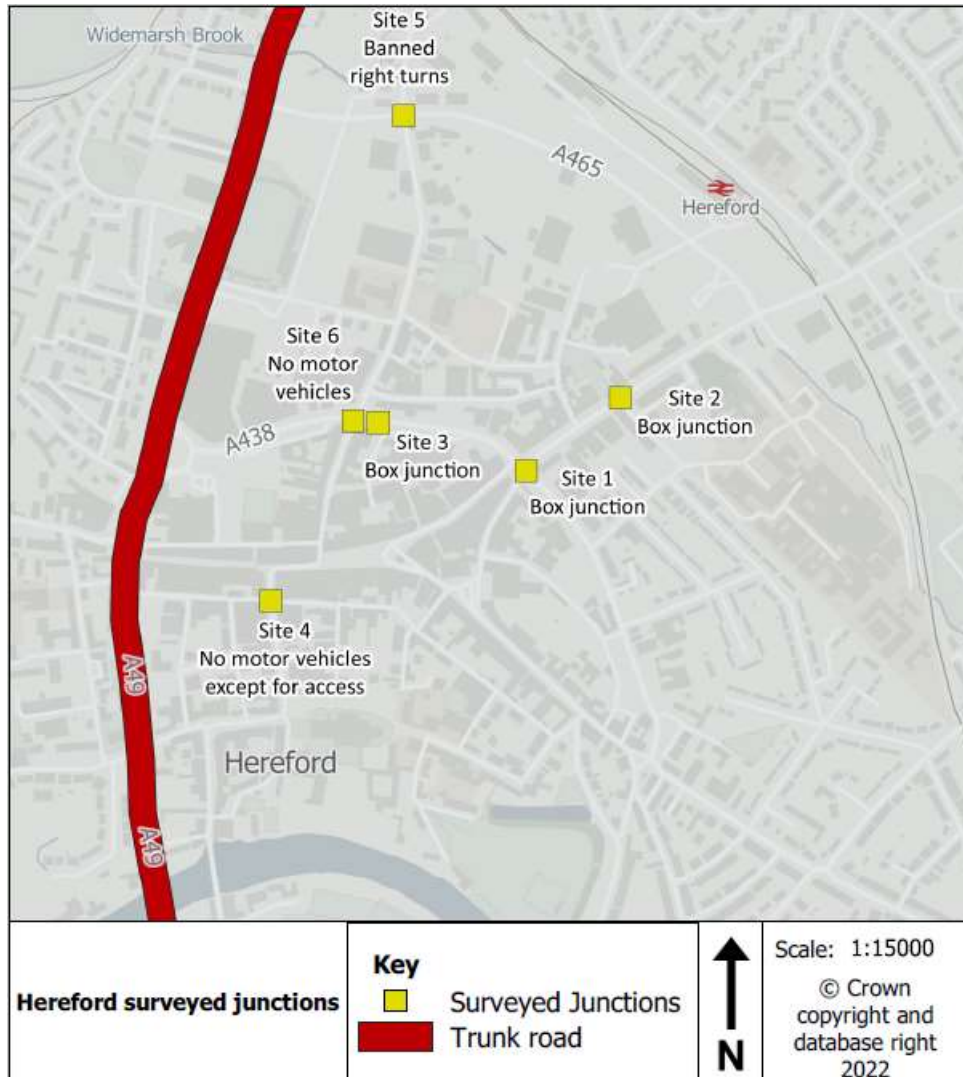 Widemarsh Brook
Site 5
Banned
right turns
A465
Hereford
Site 6
No motor
vehicles
A438
Site 3
Box junction
Site 2
Box junction
Site 1
Box junction
Site 4
No motor vehicles
except for access
A49
Hereford
A49
Hereford surveyed junctions
Key
Surveyed Junctions
Trunk road
N
Scale: 1:15000
© Crown
copyright and
database right
2022